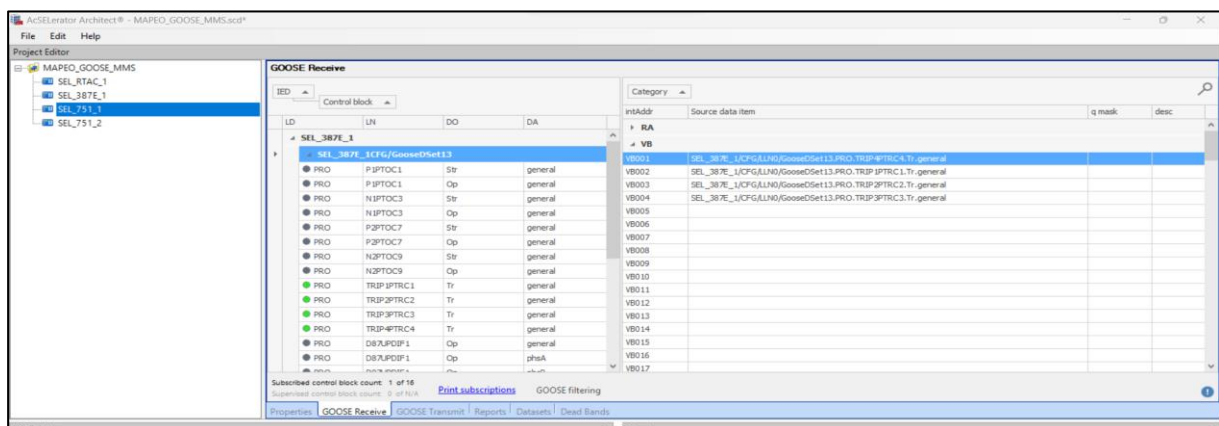 AcSELerator Architect® - MAPEO_GOOSE_MMS.scd*
File Edit Help
Project Editor
MAPEO_GOOSE_MMS
SEL_RTAC_1
SEL_387E_1
SEL_751_1
SEL_751_2
GOOSE Receive
IED
Control block
LD LN DO DA
SEL_387E_1
SEL_387E_1CFG/GooseDSet13
PRO P1PTOC1 Str general
PRO P1PTOC1 Op general
PRO N1PTOC3 Str general
PRO N1PTOC3 Op general
PRO P2PTOC7 Str general
PRO P2PTOC7 Op general
PRO N2PTOC9 Str general
PRO N2PTOC9 Op general
PRO TRIP1PTRC1 Tr general
PRO TRIP2PTRC2 Tr general
PRO TRIP3PTRC3 Tr general
PRO TRIP4PTRC4 Tr general
PRO D87UPDIF1 Op general
PRO D87UPDIF1 Op phsA
Subscribed control block count: 1 of 16
Supervised control block count: 0 of N/A
Print subscriptions
GOOSE filtering
Category
intAddr Source data item q mask desc
RA
VB
VB001 SEL_387E_1/CFG/LLN0/GooseDSet13.PRO.TRIP4PTRC4.Tr.general
VB002 SEL_387E_1/CFG/LLN0/GooseDSet13.PRO.TRIP1PTRC1.Tr.general
VB003 SEL_387E_1/CFG/LLN0/GooseDSet13.PRO.TRIP2PTRC2.Tr.general
VB004 SEL_387E_1/CFG/LLN0/GooseDSet13.PRO.TRIP3PTRC3.Tr.general
VB005
VB006
VB007
VB008
VB009
VB010
VB011
VB012
VB013
VB014
VB015
VB016
VB017
Properties GOOSE Receive GOOSE Transmit Reports Datasets Dead Bands